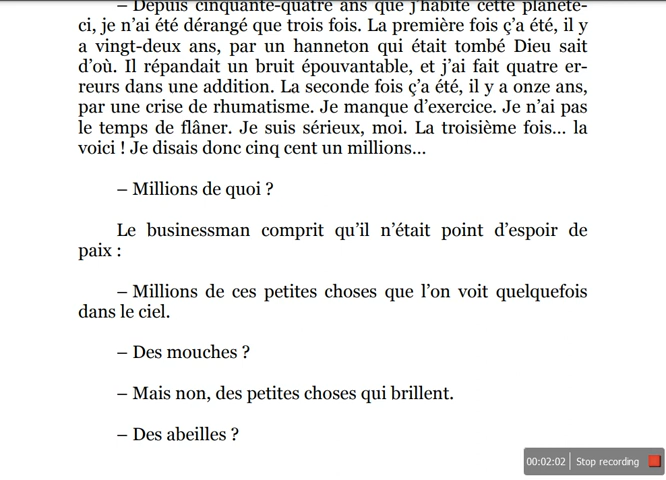 – Depuis cinquante-quatre ans que j’habite cette planète-
ci, je n’ai été dérangé que trois fois. La première fois ç’a été, il y
a vingt-deux ans, par un hanneton qui était tombé Dieu sait
d’où. Il répandait un bruit épouvantable, et j’ai fait quatre er-
reurs dans une addition. La seconde fois ç’a été, il y a onze ans,
par une crise de rhumatisme. Je manque d’exercice. Je n’ai pas
le temps de flâner. Je suis sérieux, moi. La troisième fois... la
voici ! Je disais donc cinq cent un millions...
– Millions de quoi ?
Le businessman comprit qu’il n’était point d’espoir de
paix :
– Millions de ces petites choses que l’on voit quelquefois
dans le ciel.
– Des mouches ?
– Mais non, des petites choses qui brillent.
– Des abeilles ?
00:02:02 Stop recording